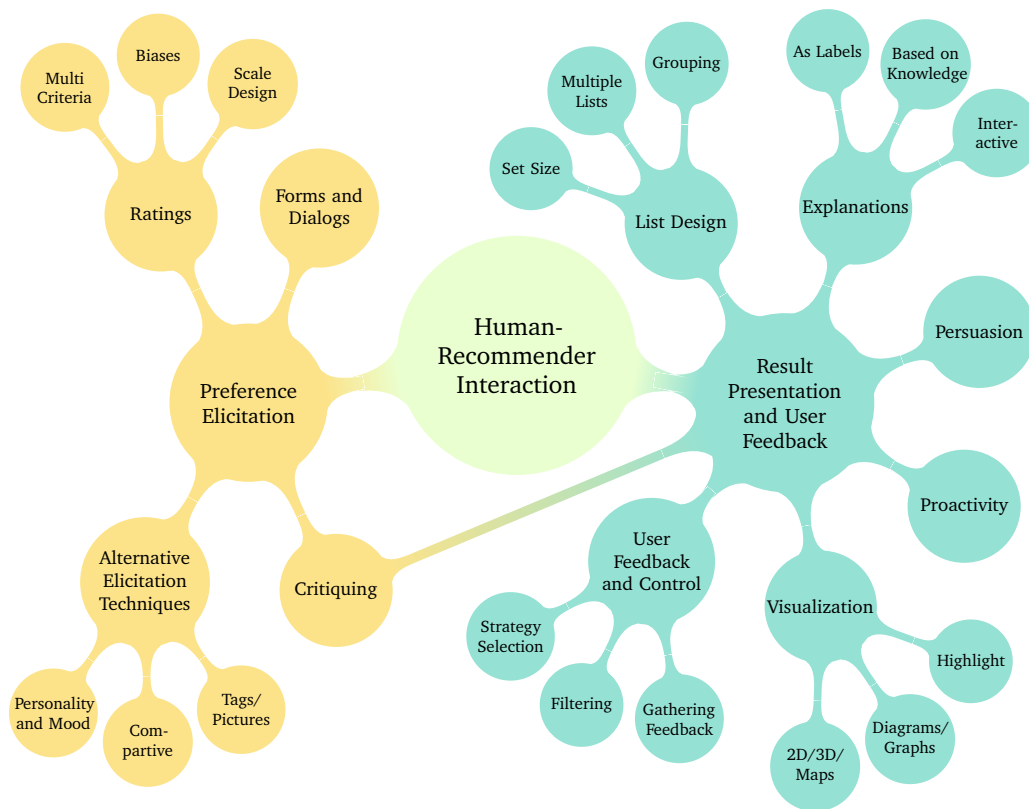 Human-
Recommender
Interaction
Preference
Elicitation
Ratings
Multi
Criteria
Biases
Scale
Design
Forms and
Dialogs
Alternative
Elicitation
Techniques
Personality
and Mood
Com-
partive
Tags/
Pictures
Critiquing
Result
Presentation
and User
Feedback
List Design
Set Size
Multiple
Lists
Grouping
Explanations
As Labels
Based on
Knowledge
Inter-
active
Persuasion
Proactivity
Visualization
Highlight
Diagrams/
Graphs
2D/3D/
Maps
User
Feedback
and Control
Strategy
Selection
Filtering
Gathering
Feedback